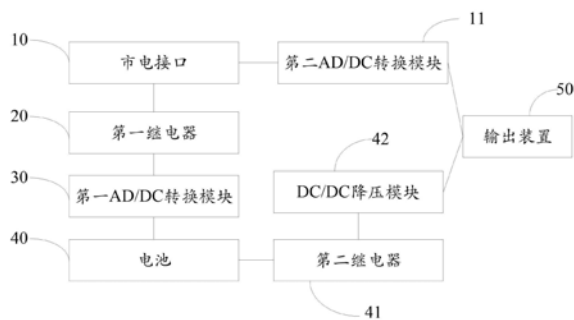 10
市电接口
第二AD/DC转换模块
11
20
第一继电器
50
输出装置
42
30
第一AD/DC转换模块
DC/DC降压模块
40
电池
第二继电器
41